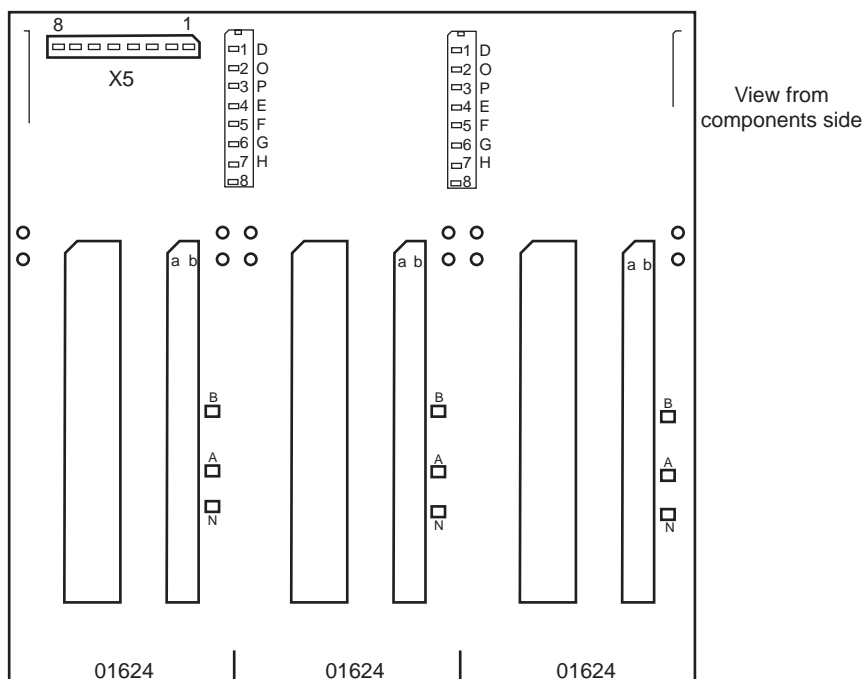 8 1
X5
1 D
2 O
3 P
4 E
5 F
6 G
7 H
8
1 D
2 O
3 P
4 E
5 F
6 G
7 H
8
View from
components side
a b
a b
a b
B
A
N
B
A
N
B
A
N
01624 01624 01624